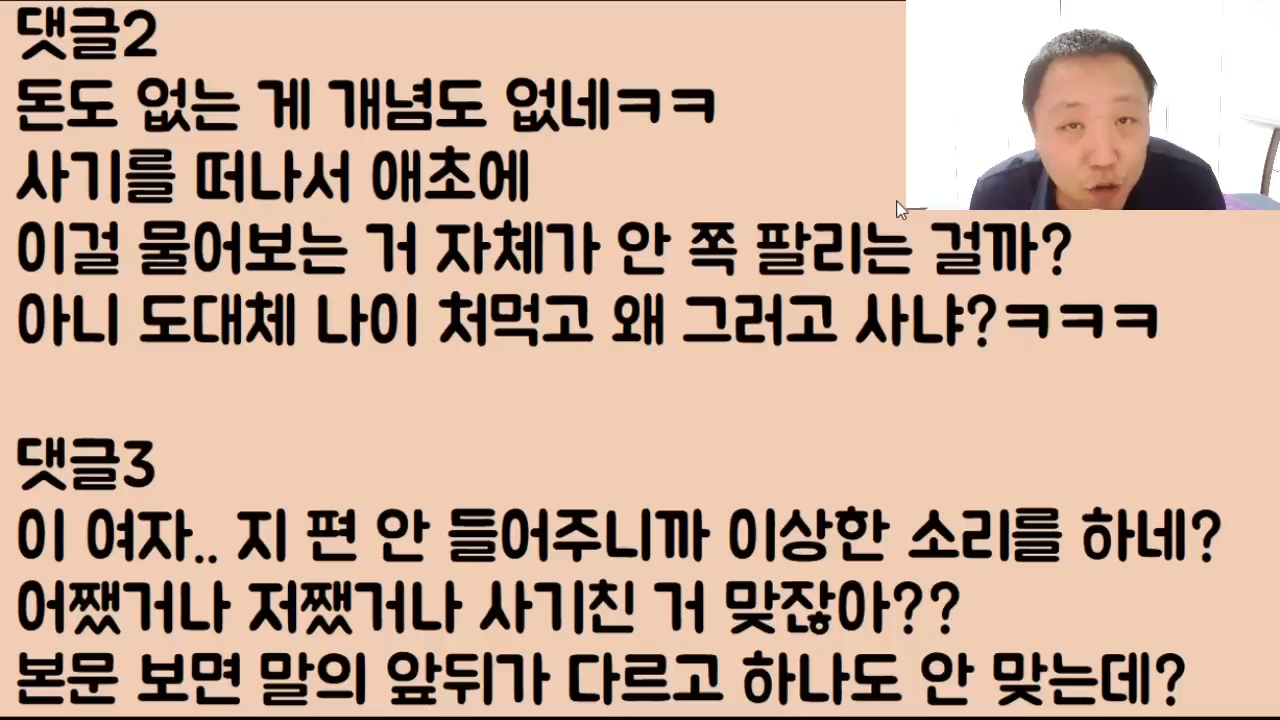 댓글2
돈도 없는 게 개념도 없네ㅋㅋ
사기를 떠나서 애초에
이걸 물어보는 거 자체가 안 쪽 팔리는 걸까?
아니 도대체 나이 처먹고 왜 그러고 사냐?ㅋㅋㅋ
댓글3
이 여자.. 지 편 안 들어주니까 이상한 소리를 하네?
어쨌거나 저쨌거나 사기친 거 맞잖아??
본문 보면 말의 앞뒤가 다르고 하나도 안 맞는데?